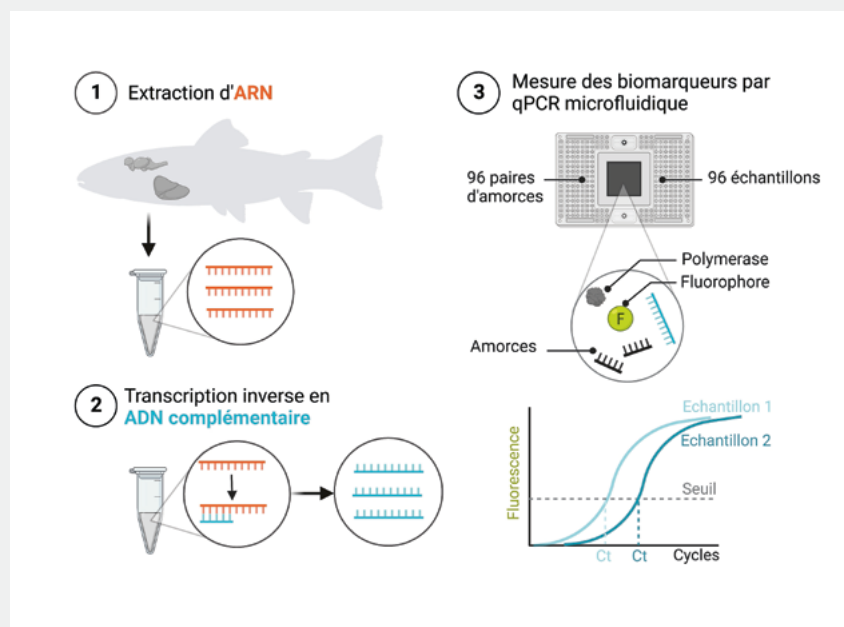 1
Extraction d'ARN
2
Transcription inverse en
ADN complémentaire
3
Mesure des biomarqueurs par
qPCR microfluidique
96 paires
d'amorces
96 échantillons
Polymerase
Fluorophore
F
Amorces
Fluorescence
Echantillon 1
Echantillon 2
Seuil
Ct
Ct
Cycles